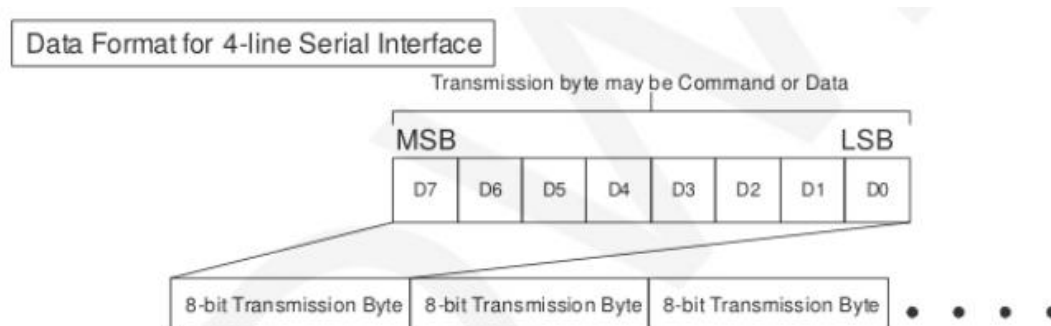 Data Format for 4-line Serial Interface
Transmission byte may be Command or Data
MSB LSB
D7 D6 D5 D4 D3 D2 D1 D0
8-bit Transmission Byte 8-bit Transmission Byte 8-bit Transmission Byte